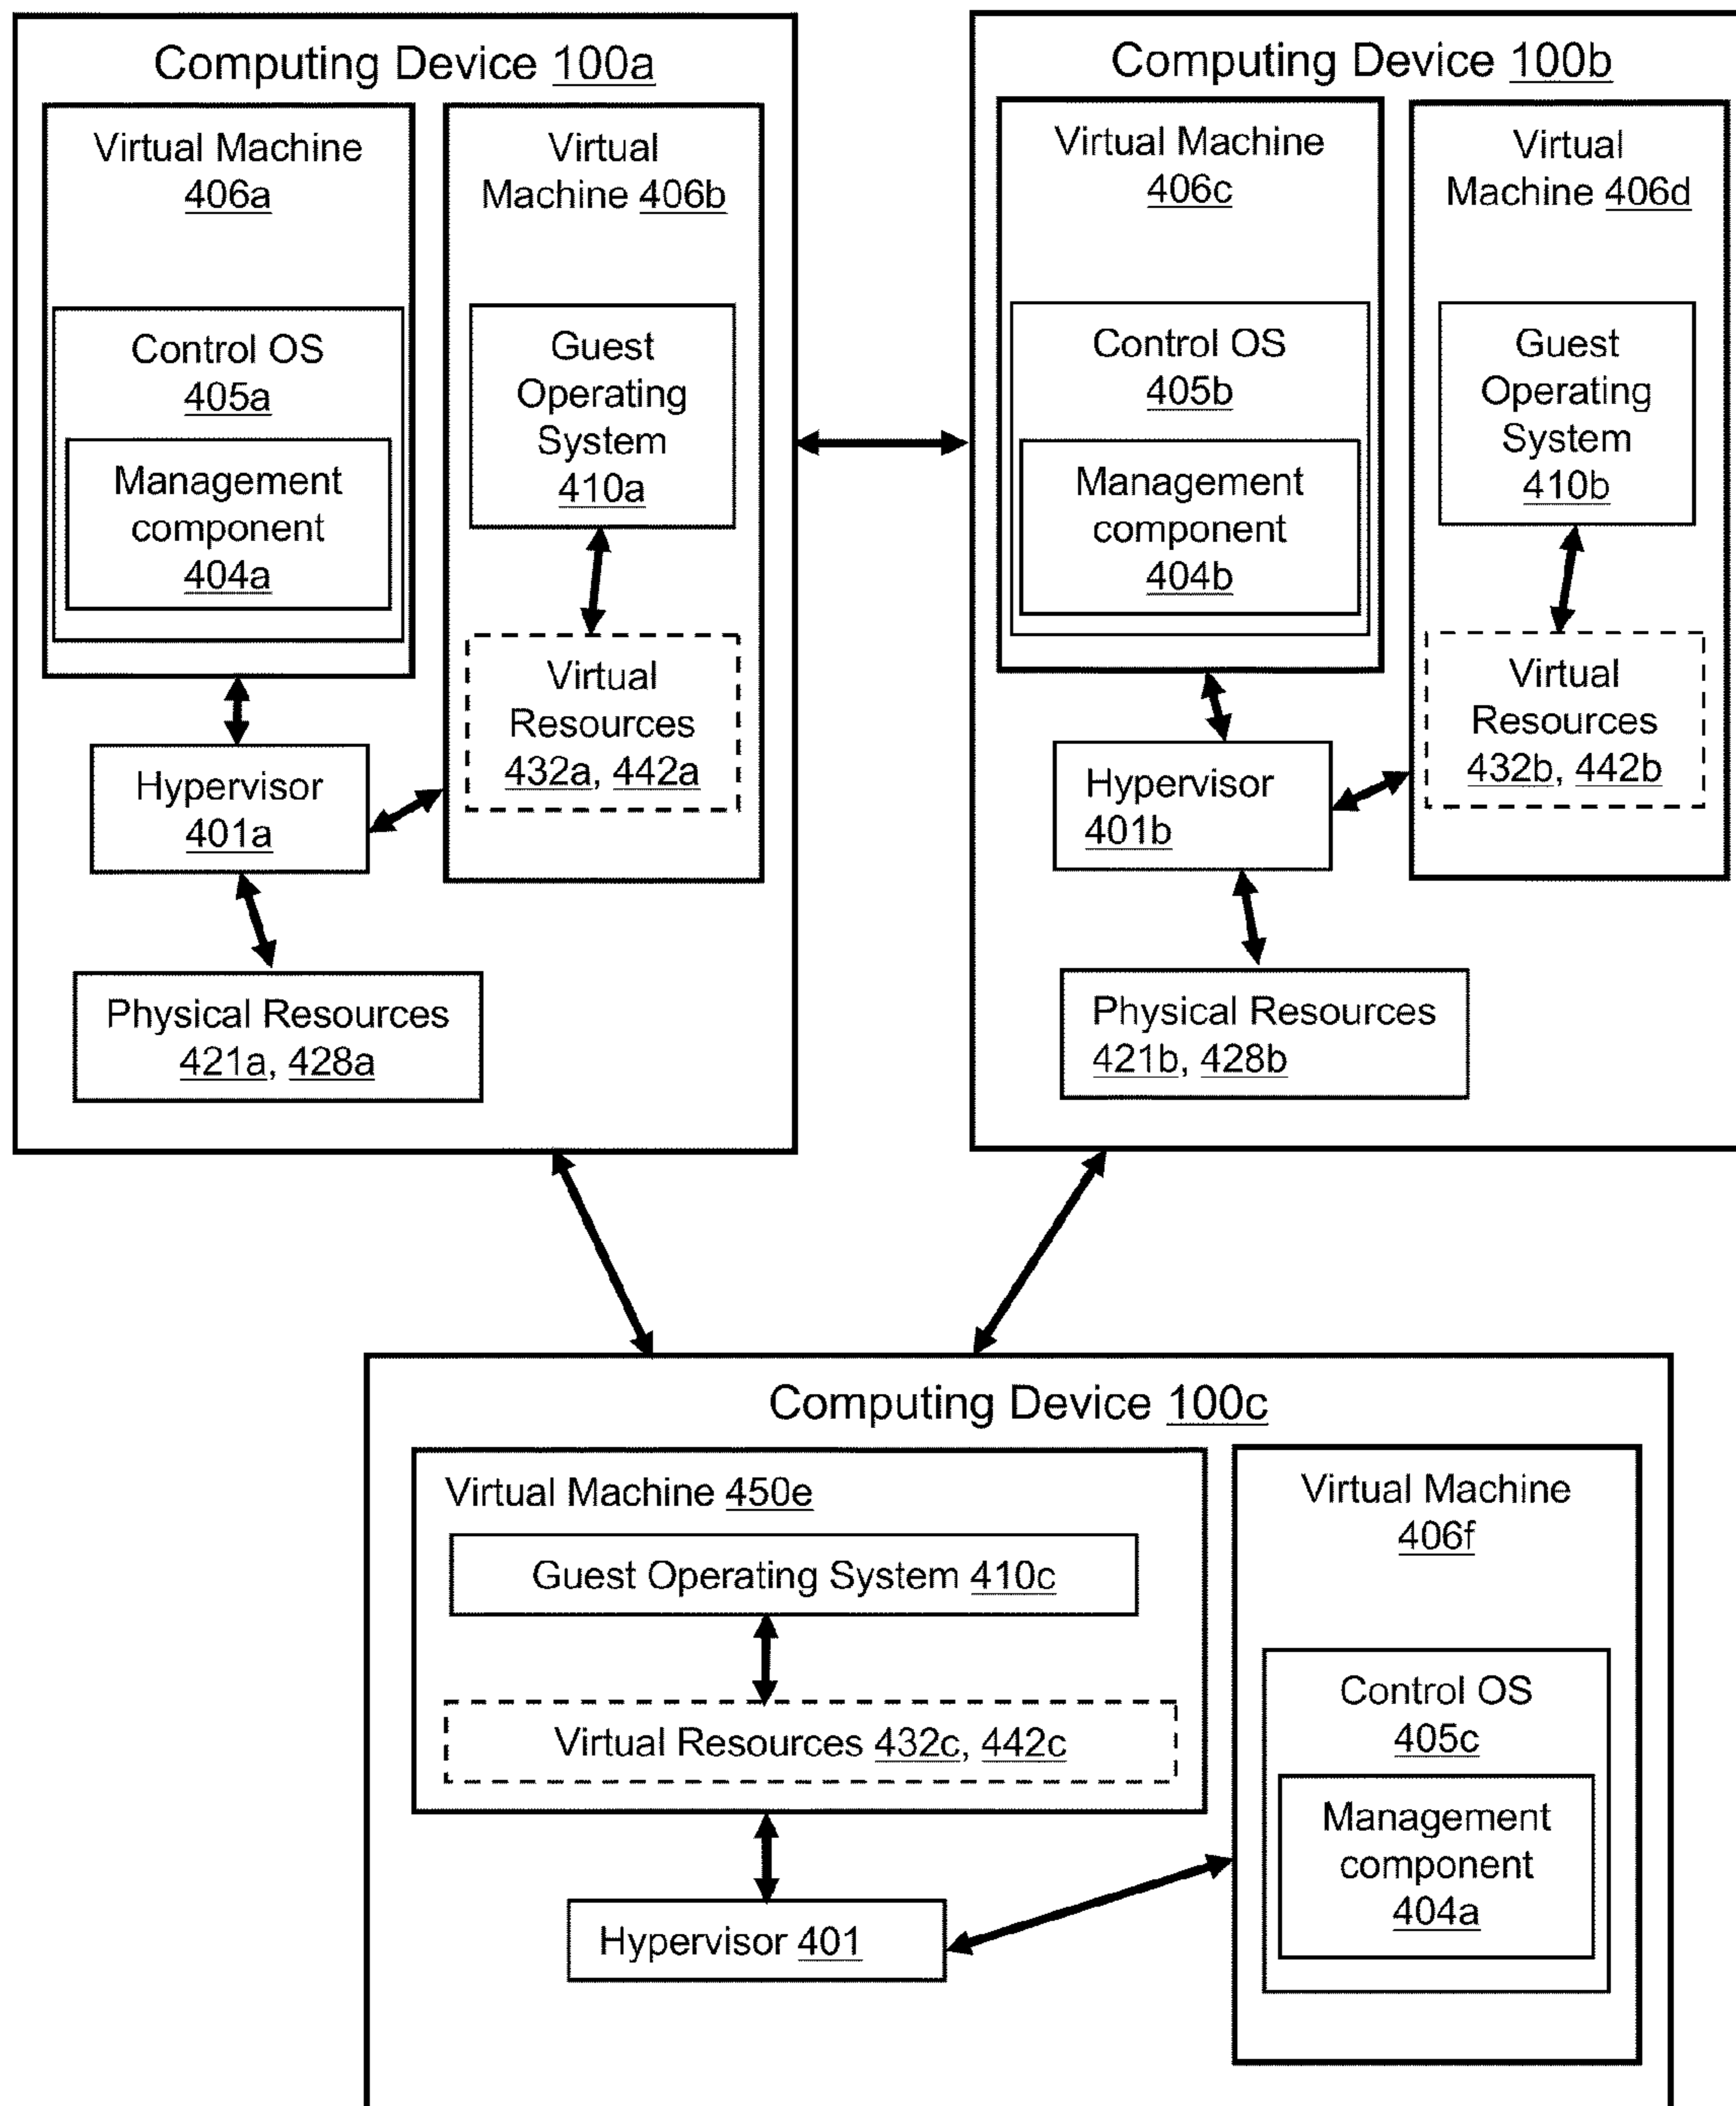 Computing Device 100a
Virtual Machine
406a
Control OS
405a
Management
component
404a
Virtual
Machine 406b
Guest
Operating
System
410a
Virtual
Resources
432a, 442a
Hypervisor
401a
Physical Resources
421a, 428a
Computing Device 100b
Virtual Machine
406c
Control OS
405b
Management
component
404b
Virtual
Machine 406d
Guest
Operating
System
410b
Virtual
Resources
432b, 442b
Hypervisor
401b
Physical Resources
421b, 428b
Computing Device 100c
Virtual Machine 450e
Guest Operating System 410c
Virtual Resources 432c, 442c
Hypervisor 401
Virtual Machine
406f
Control OS
405c
Management
component
404a